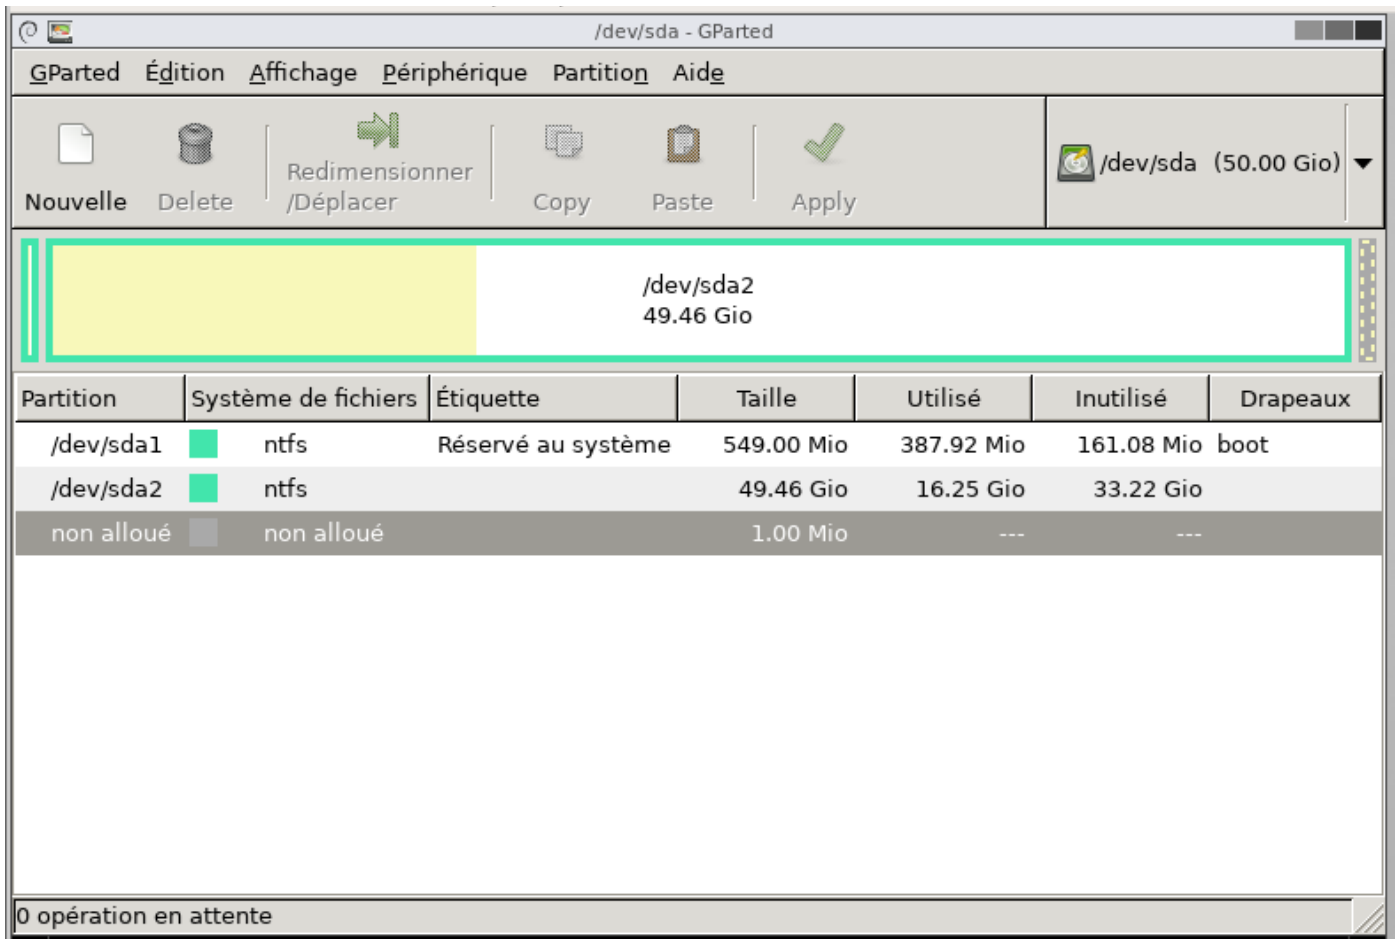 /dev/sda - GParted
GParted Édition Affichage Périphérique Partition Aide
Nouvelle Delete Redimensionner
/Déplacer Copy Paste Apply /dev/sda (50.00 Gio)
/dev/sda2
49.46 Gio
Partition Système de fichiers Étiquette Taille Utilisé Inutilisé Drapeaux
/dev/sda1 ntfs Réservé au système 549.00 Mio 387.92 Mio 161.08 Mio boot
/dev/sda2 ntfs 49.46 Gio 16.25 Gio 33.22 Gio
non alloué non alloué 1.00 Mio --- ---
0 opération en attente